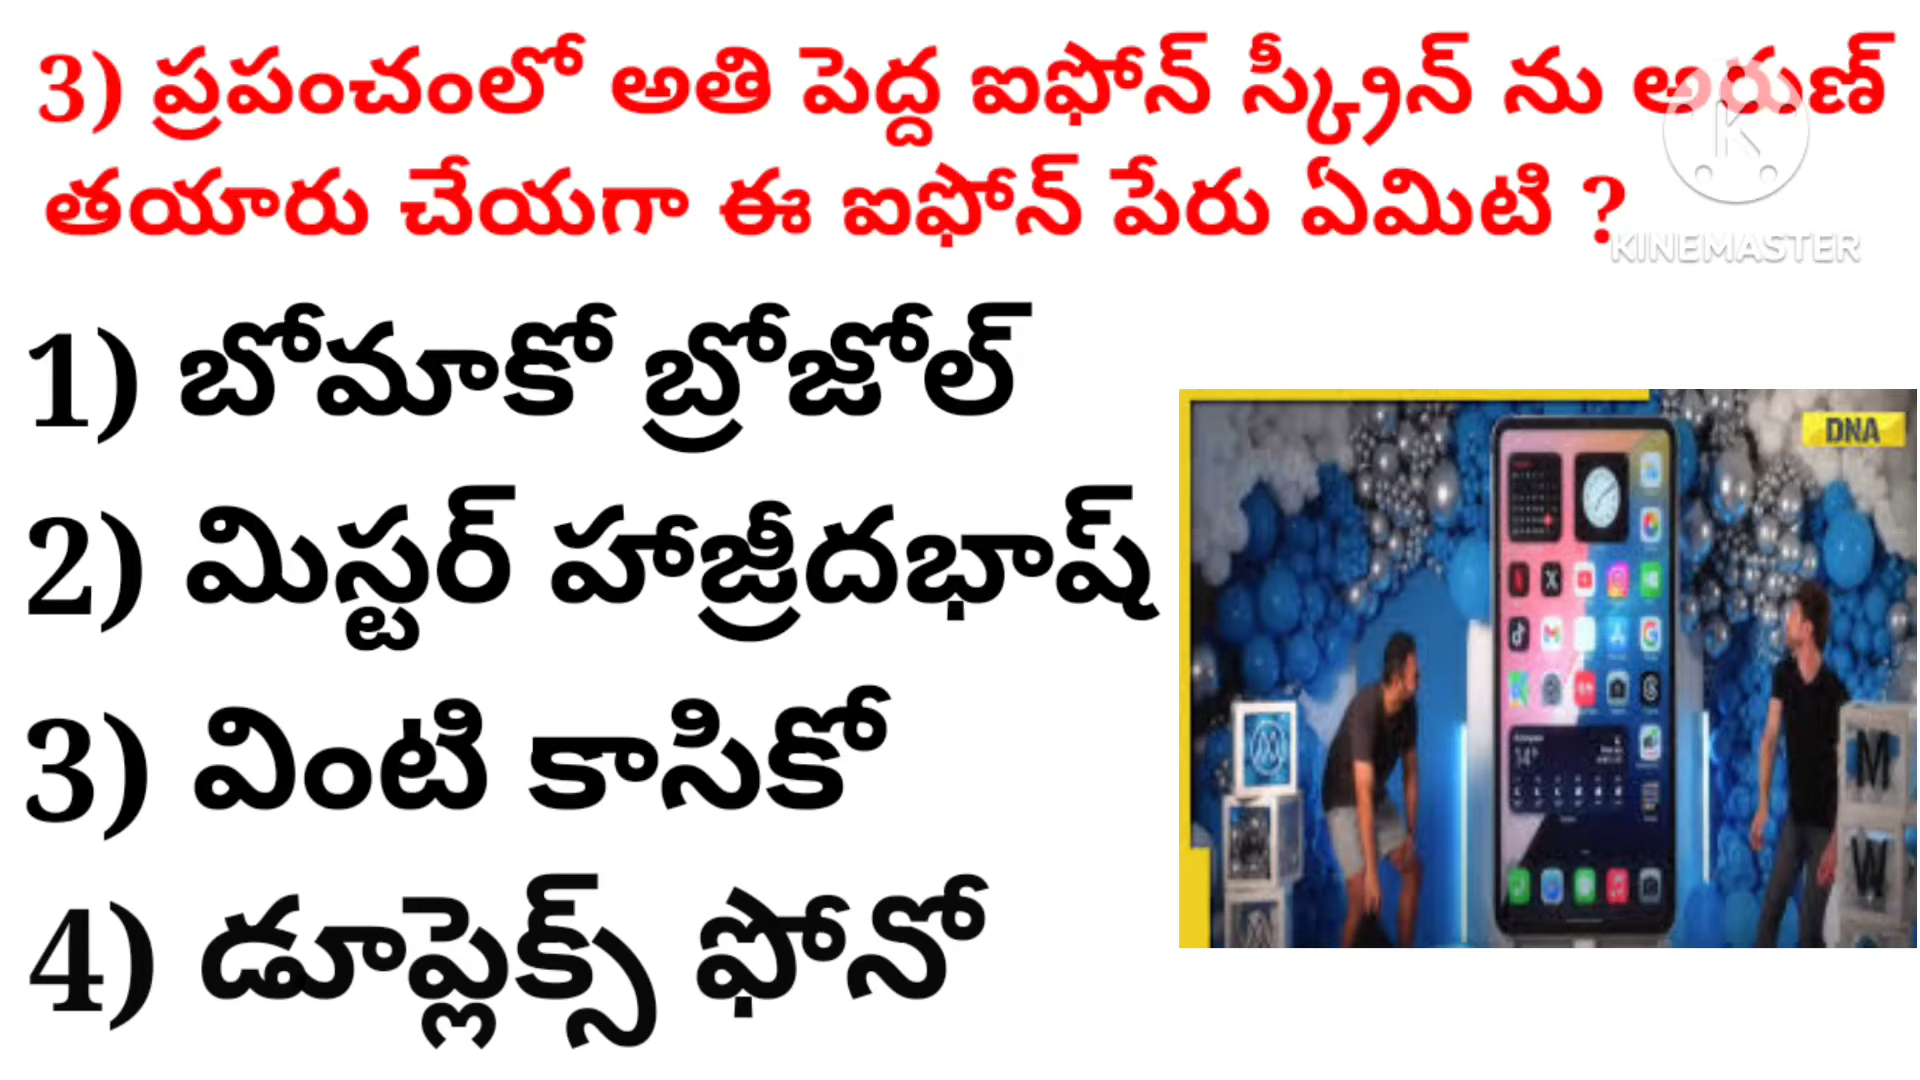 3) ప్రపంచంలో అతి పెద్ద ఐఫోన్ స్క్రీన్ ను అరుణ్
తయారు చేయగా ఈ ఐఫోన్ పేరు ఏమిటి ?
KINEMASTER
1) బోమాకో బ్రోజోల్
2) మిస్టర్ హాజ్రీదభాష్
3) వింటి కాసికో
4) డూప్లెక్స్ ఫోనో
DNA
M
W